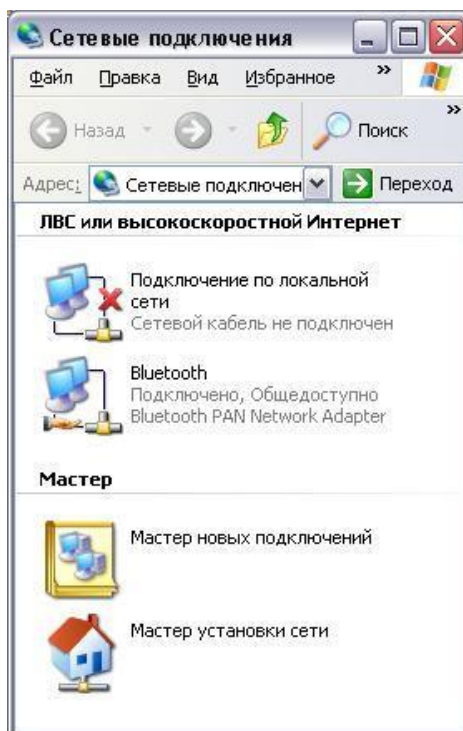 Сетевые подключения
Файл Правка Вид Избранное »
Назад Поиск »
Адрес: Сетевые подключен Переход
ЛВС или высокоскоростной Интернет
Подключение по локальной
сети
Сетевой кабель не подключен
Bluetooth
Подключено, Общедоступно
Bluetooth PAN Network Adapter
Мастер
Мастер новых подключений
Мастер установки сети